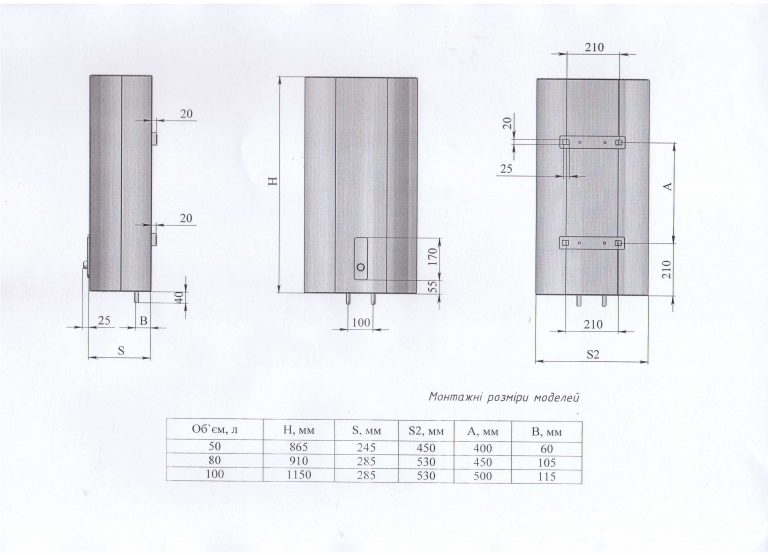 210
20
20
25
20
H
A
170
55
210
40
25
B
100
210
S
S2
Монтажні розміри моделей
Об`єм, л H, мм S, мм S2, мм A, мм B, мм
50 865 245 450 400 60
80 910 285 530 450 105
100 1150 285 530 500 115